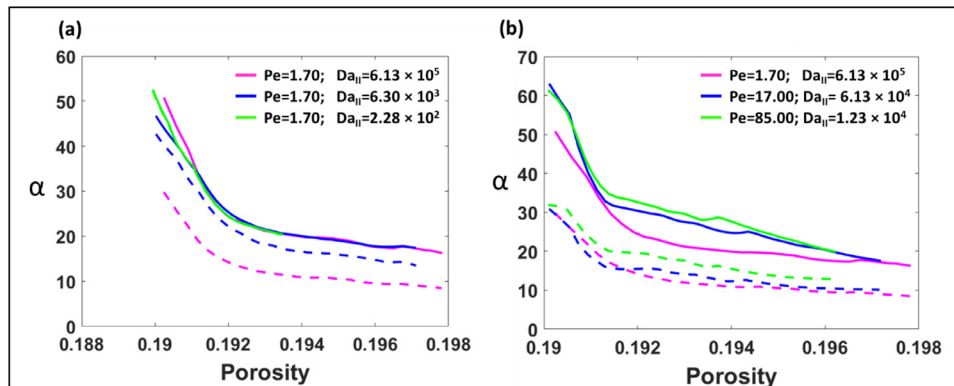 (a)
60
50
40
30
20
10
0
α
Pe=1.70; Da_II=6.13 × 10^5
Pe=1.70; Da_II=6.30 × 10^3
Pe=1.70; Da_II=2.28 × 10^2
0.188 0.19 0.192 0.194 0.196 0.198
Porosity
(b)
70
60
50
40
30
20
10
0
α
Pe=1.70; Da_II=6.13 × 10^5
Pe=17.00; Da_II= 6.13 × 10^4
Pe=85.00; Da_II=1.23 × 10^4
0.19 0.192 0.194 0.196 0.198
Porosity